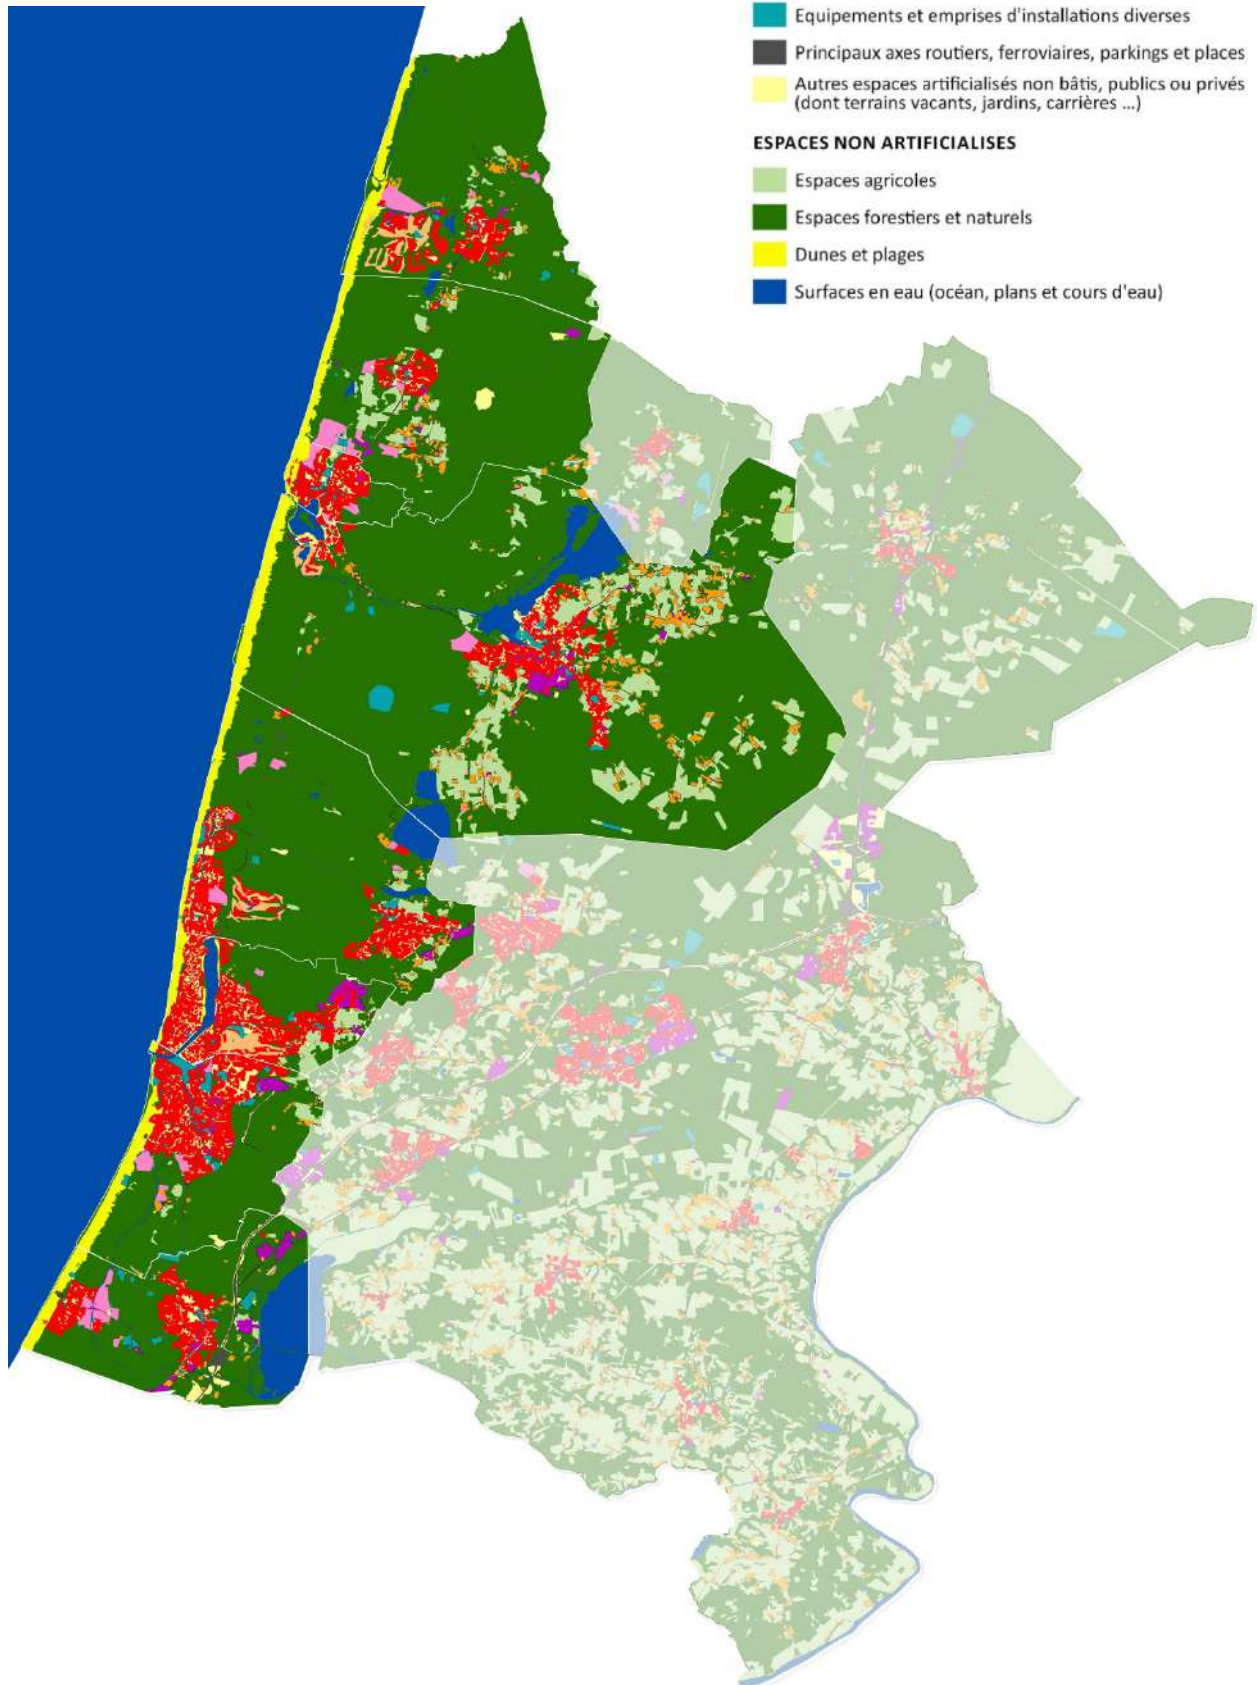 Equipements et emprises d'installations diverses
Principaux axes routiers, ferroviaires, parkings et places
Autres espaces artificialisés non bâtis, publics ou privés
(dont terrains vacants, jardins, carrières ...)
ESPACES NON ARTIFICIALISES
Espaces agricoles
Espaces forestiers et naturels
Dunes et plages
Surfaces en eau (océan, plans et cours d'eau)